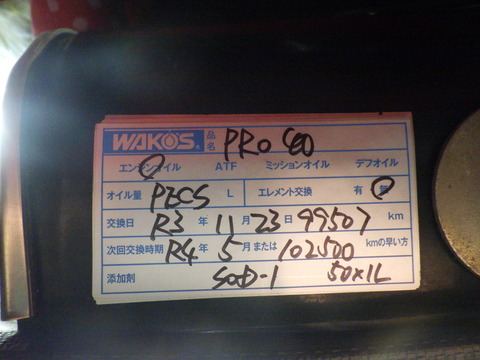 WAKO'S 品名 PRO S40
エンジンオイル ATF ミッションオイル デフオイル
オイル量 PECS L エレメント交換 有 無
交換日 R3 年 11 月 23 日 99507 km
次回交換時期 R4 年 5 月または 102500 kmの早い方
添加剤 SOD-1 50×1L